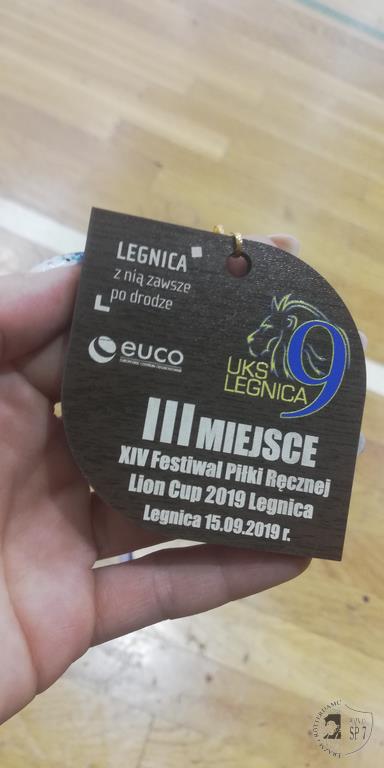 LEGNICA
z nią zawsze
po drodze
euco
UKS
LEGNICA 9
III MIEJSCE
XIV Festiwal Piłki Ręcznej
Lion Cup 2019 Legnica
Legnica 15.09.2019 r.
SP 7